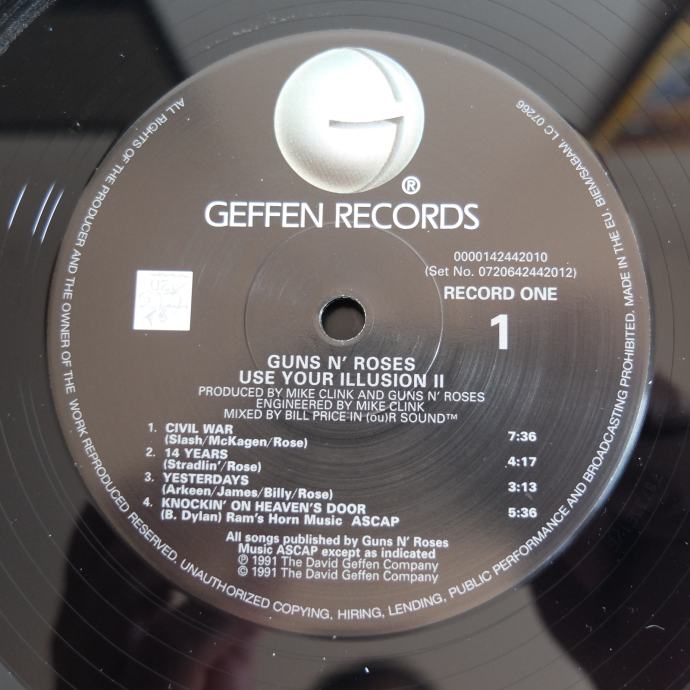 ®
GEFFEN RECORDS
0000142442010
(Set No. 0720642442012)
RECORD ONE
1
GUNS N' ROSES
USE YOUR ILLUSION II
PRODUCED BY MIKE CLINK AND GUNS N' ROSES
ENGINEERED BY MIKE CLINK
MIXED BY BILL PRICE IN (ou)R SOUND™
1. CIVIL WAR 7:36
(Slash/McKagen/Rose)
2. 14 YEARS 4:17
(Stradlin'/Rose)
3. YESTERDAYS 3:13
(Arkeen/James/Billy/Rose)
4. KNOCKIN' ON HEAVEN'S DOOR 5:36
(B. Dylan) Ram's Horn Music ASCAP
All songs published by Guns N' Roses
Music ASCAP except as indicated
℗ 1991 The David Geffen Company
© 1991 The David Geffen Company
ALL RIGHTS OF THE PRODUCER AND THE OWNER OF THE WORK REPRODUCED RESERVED. UNAUTHORIZED COPYING, HIRING, LENDING, PUBLIC PERFORMANCE AND BROADCASTING PROHIBITED. MADE IN THE EU. BIEM/SABAM. LC 07266